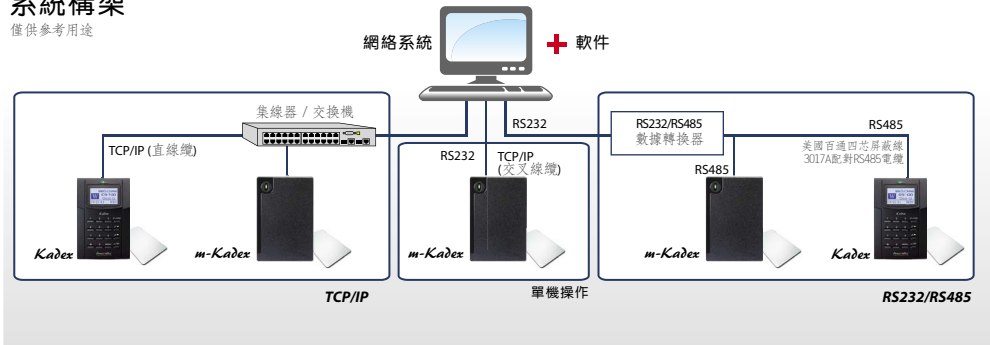 系統構架
僅供參考用途
網絡系統
軟件
集線器 / 交換機
TCP/IP (直線纜)
Kadex
m-Kadex
TCP/IP
RS232
RS232
TCP/IP
(交叉線纜)
m-Kadex
單機操作
RS232/RS485
數據轉換器
RS485
RS485
美國百通四芯屏蔽線
3017A配對RS485電纜
m-Kadex
Kadex
RS232/RS485